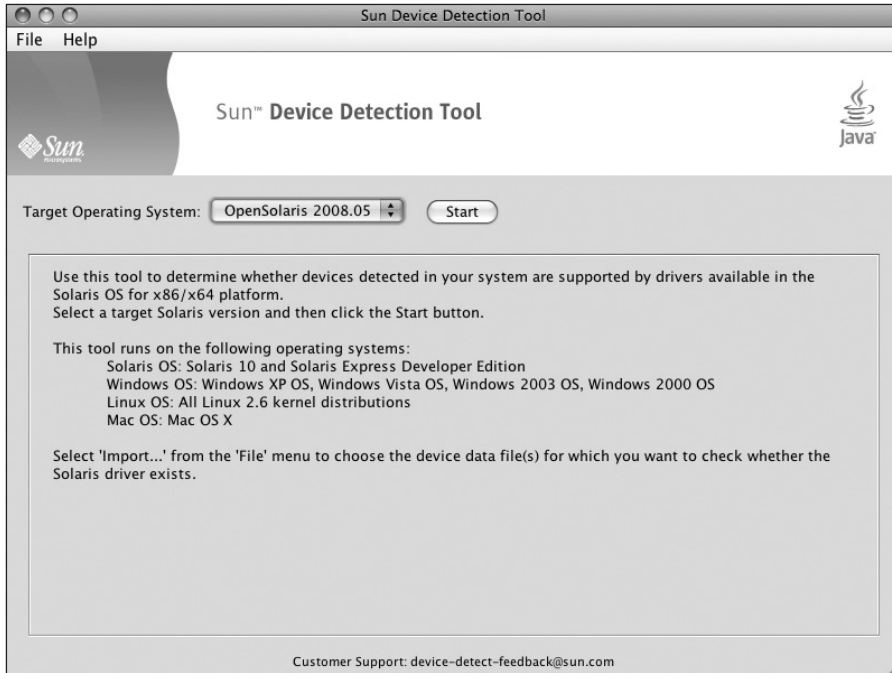 Sun Device Detection Tool
File Help
Sun™ Device Detection Tool
Sun
microsystems
Java
Target Operating System: OpenSolaris 2008.05 Start
Use this tool to determine whether devices detected in your system are supported by drivers available in the
Solaris OS for x86/x64 platform.
Select a target Solaris version and then click the Start button.
This tool runs on the following operating systems:
Solaris OS: Solaris 10 and Solaris Express Developer Edition
Windows OS: Windows XP OS, Windows Vista OS, Windows 2003 OS, Windows 2000 OS
Linux OS: All Linux 2.6 kernel distributions
Mac OS: Mac OS X
Select 'Import...' from the 'File' menu to choose the device data file(s) for which you want to check whether the
Solaris driver exists.
Customer Support: device-detect-feedback@sun.com